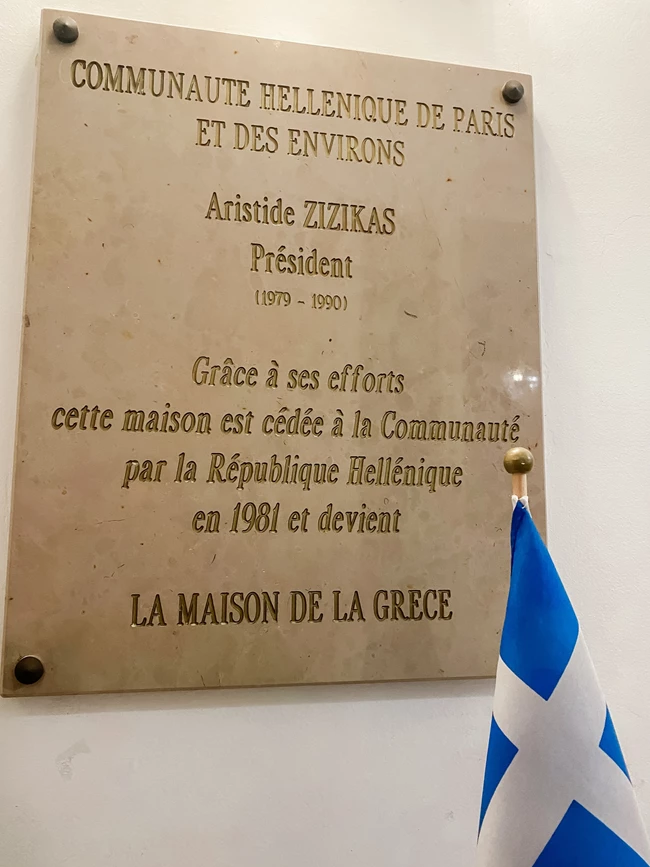 COMMUNAUTE HELLENIQUE DE PARIS
ET DES ENVIRONS
Aristide ZIZIKAS
Président
(1979 - 1990)
Grâce à ses efforts
cette maison est cédée à la Communauté
par la République Hellénique
en 1981 et devient
LA MAISON DE LA GRECE